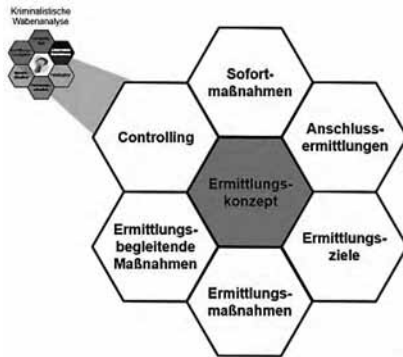 Kriminalistische
Wabenanalyse
Sofort-
maßnahmen
Controlling
Anschluss-
ermittlungen
Ermittlungs-
konzept
Ermittlungs-
begleitende
Maßnahmen
Ermittlungs-
ziele
Ermittlungs-
maßnahmen